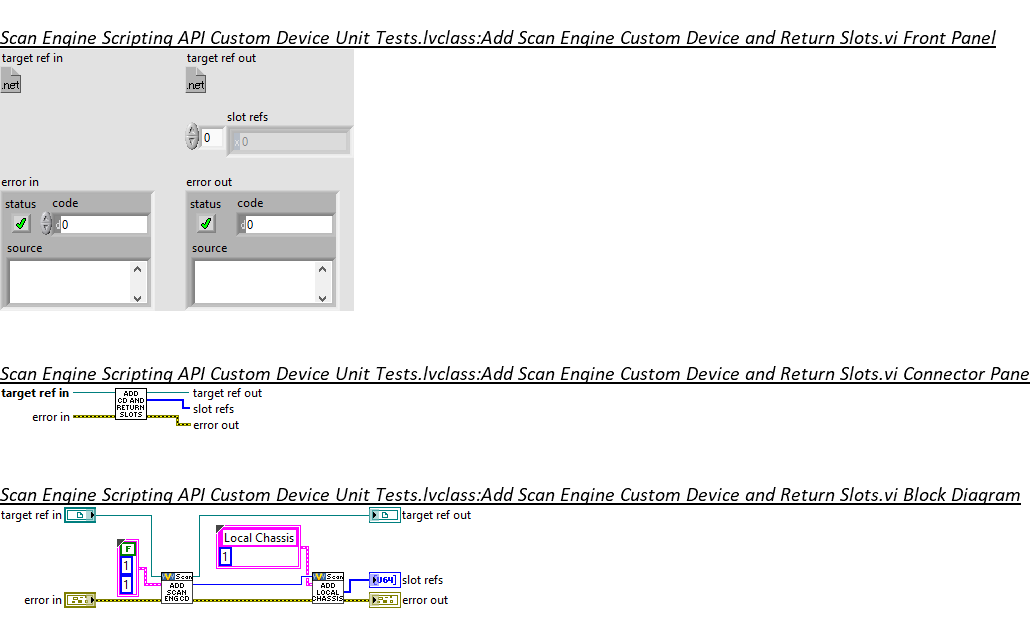 Scan Engine Scripting API Custom Device Unit Tests.lvclass:Add Scan Engine Custom Device and Return Slots.vi Front Panel
target ref in target ref out
.net .net
slot refs
0 x 0
error in error out
status code status code
d 0 d 0
source source
Scan Engine Scripting API Custom Device Unit Tests.lvclass:Add Scan Engine Custom Device and Return Slots.vi Connector Pane
target ref in ADD CD AND RETURN SLOTS target ref out
slot refs
error in error out
Scan Engine Scripting API Custom Device Unit Tests.lvclass:Add Scan Engine Custom Device and Return Slots.vi Block Diagram
target ref in target ref out
Local Chassis
F
1
1
1
Scan Scan
ADD SCAN ENG CD ADD LOCAL CHASSIS
U64] slot refs
error in error out